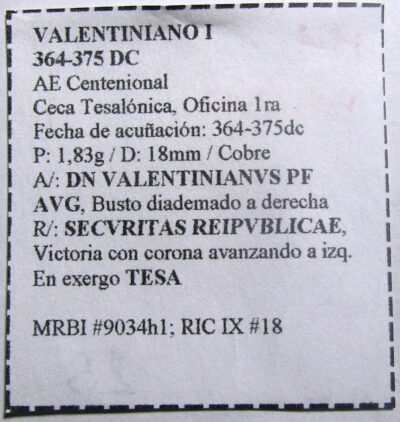 VALENTINIANO I
364-375 DC
AE Centenional
Ceca Tesalónica, Oficina 1ra
Fecha de acuñación: 364-375dc
P: 1,83g / D: 18mm / Cobre
A/: DN VALENTINIANVS PF
AVG, Busto diademado a derecha
R/: SECVRITAS REIPVBLICAE,
Victoria con corona avanzando a izq.
En exergo TESA
MRBI #9034h1; RIC IX #18